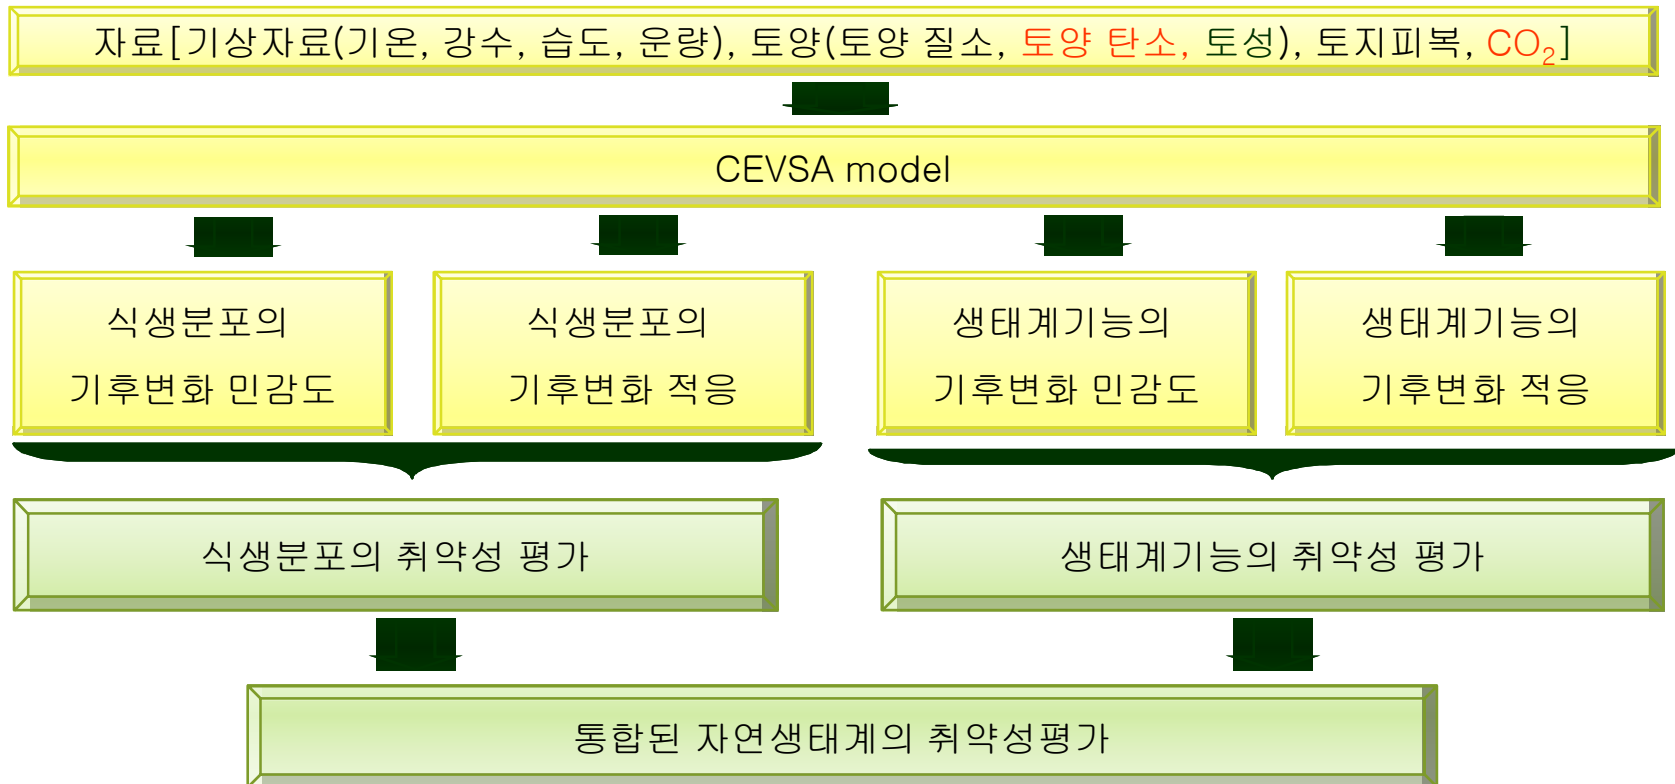 자료[기상자료(기온, 강수, 습도, 운량), 토양(토양 질소, 토양 탄소, 토성), 토지피복, CO₂]
CEVSA model
식생분포의
기후변화 민감도
식생분포의
기후변화 적응
생태계기능의
기후변화 민감도
생태계기능의
기후변화 적응
식생분포의 취약성 평가
생태계기능의 취약성 평가
통합된 자연생태계의 취약성평가